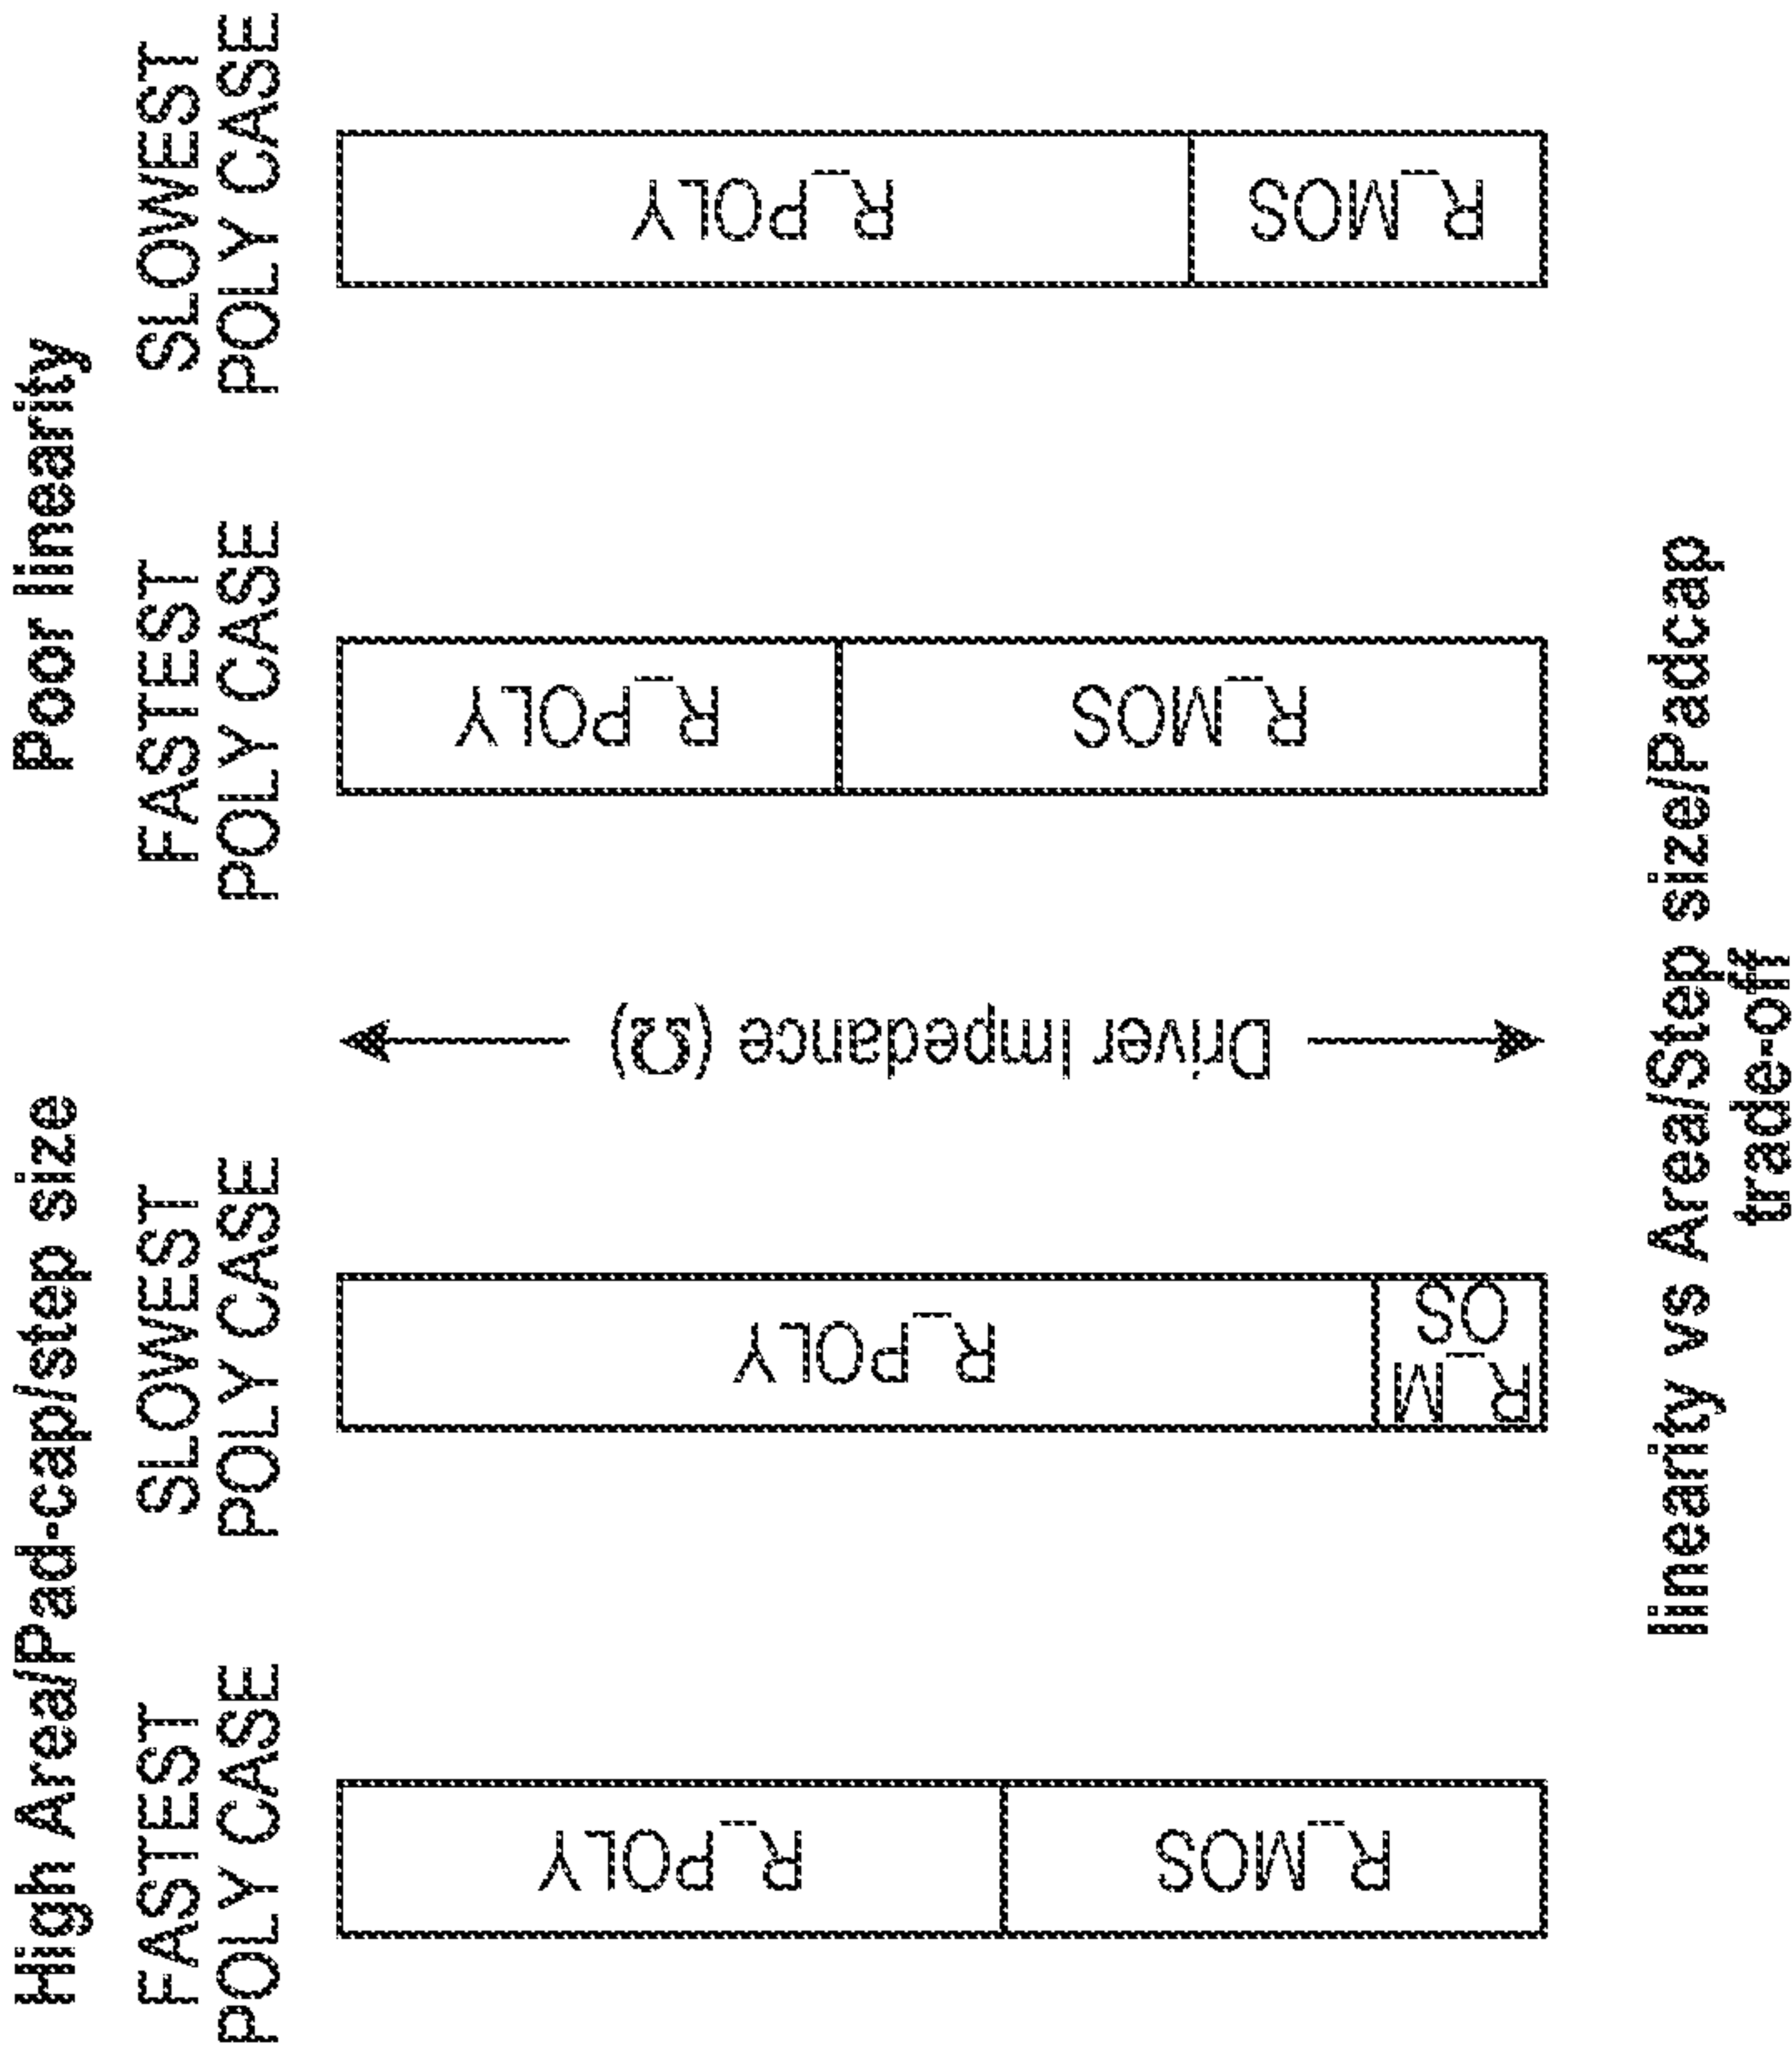 High Area/Pad-cap/step size
Poor linearity
FASTEST
POLY CASE
SLOWEST
POLY CASE
FASTEST
POLY CASE
SLOWEST
POLY CASE
R_POLY
R_MOS
R_POLY
R_M
OS
Driver Impedance (Ω)
R_POLY
R_MOS
R_POLY
R_MOS
linearity vs Area/Step size/Padcap
trade-off